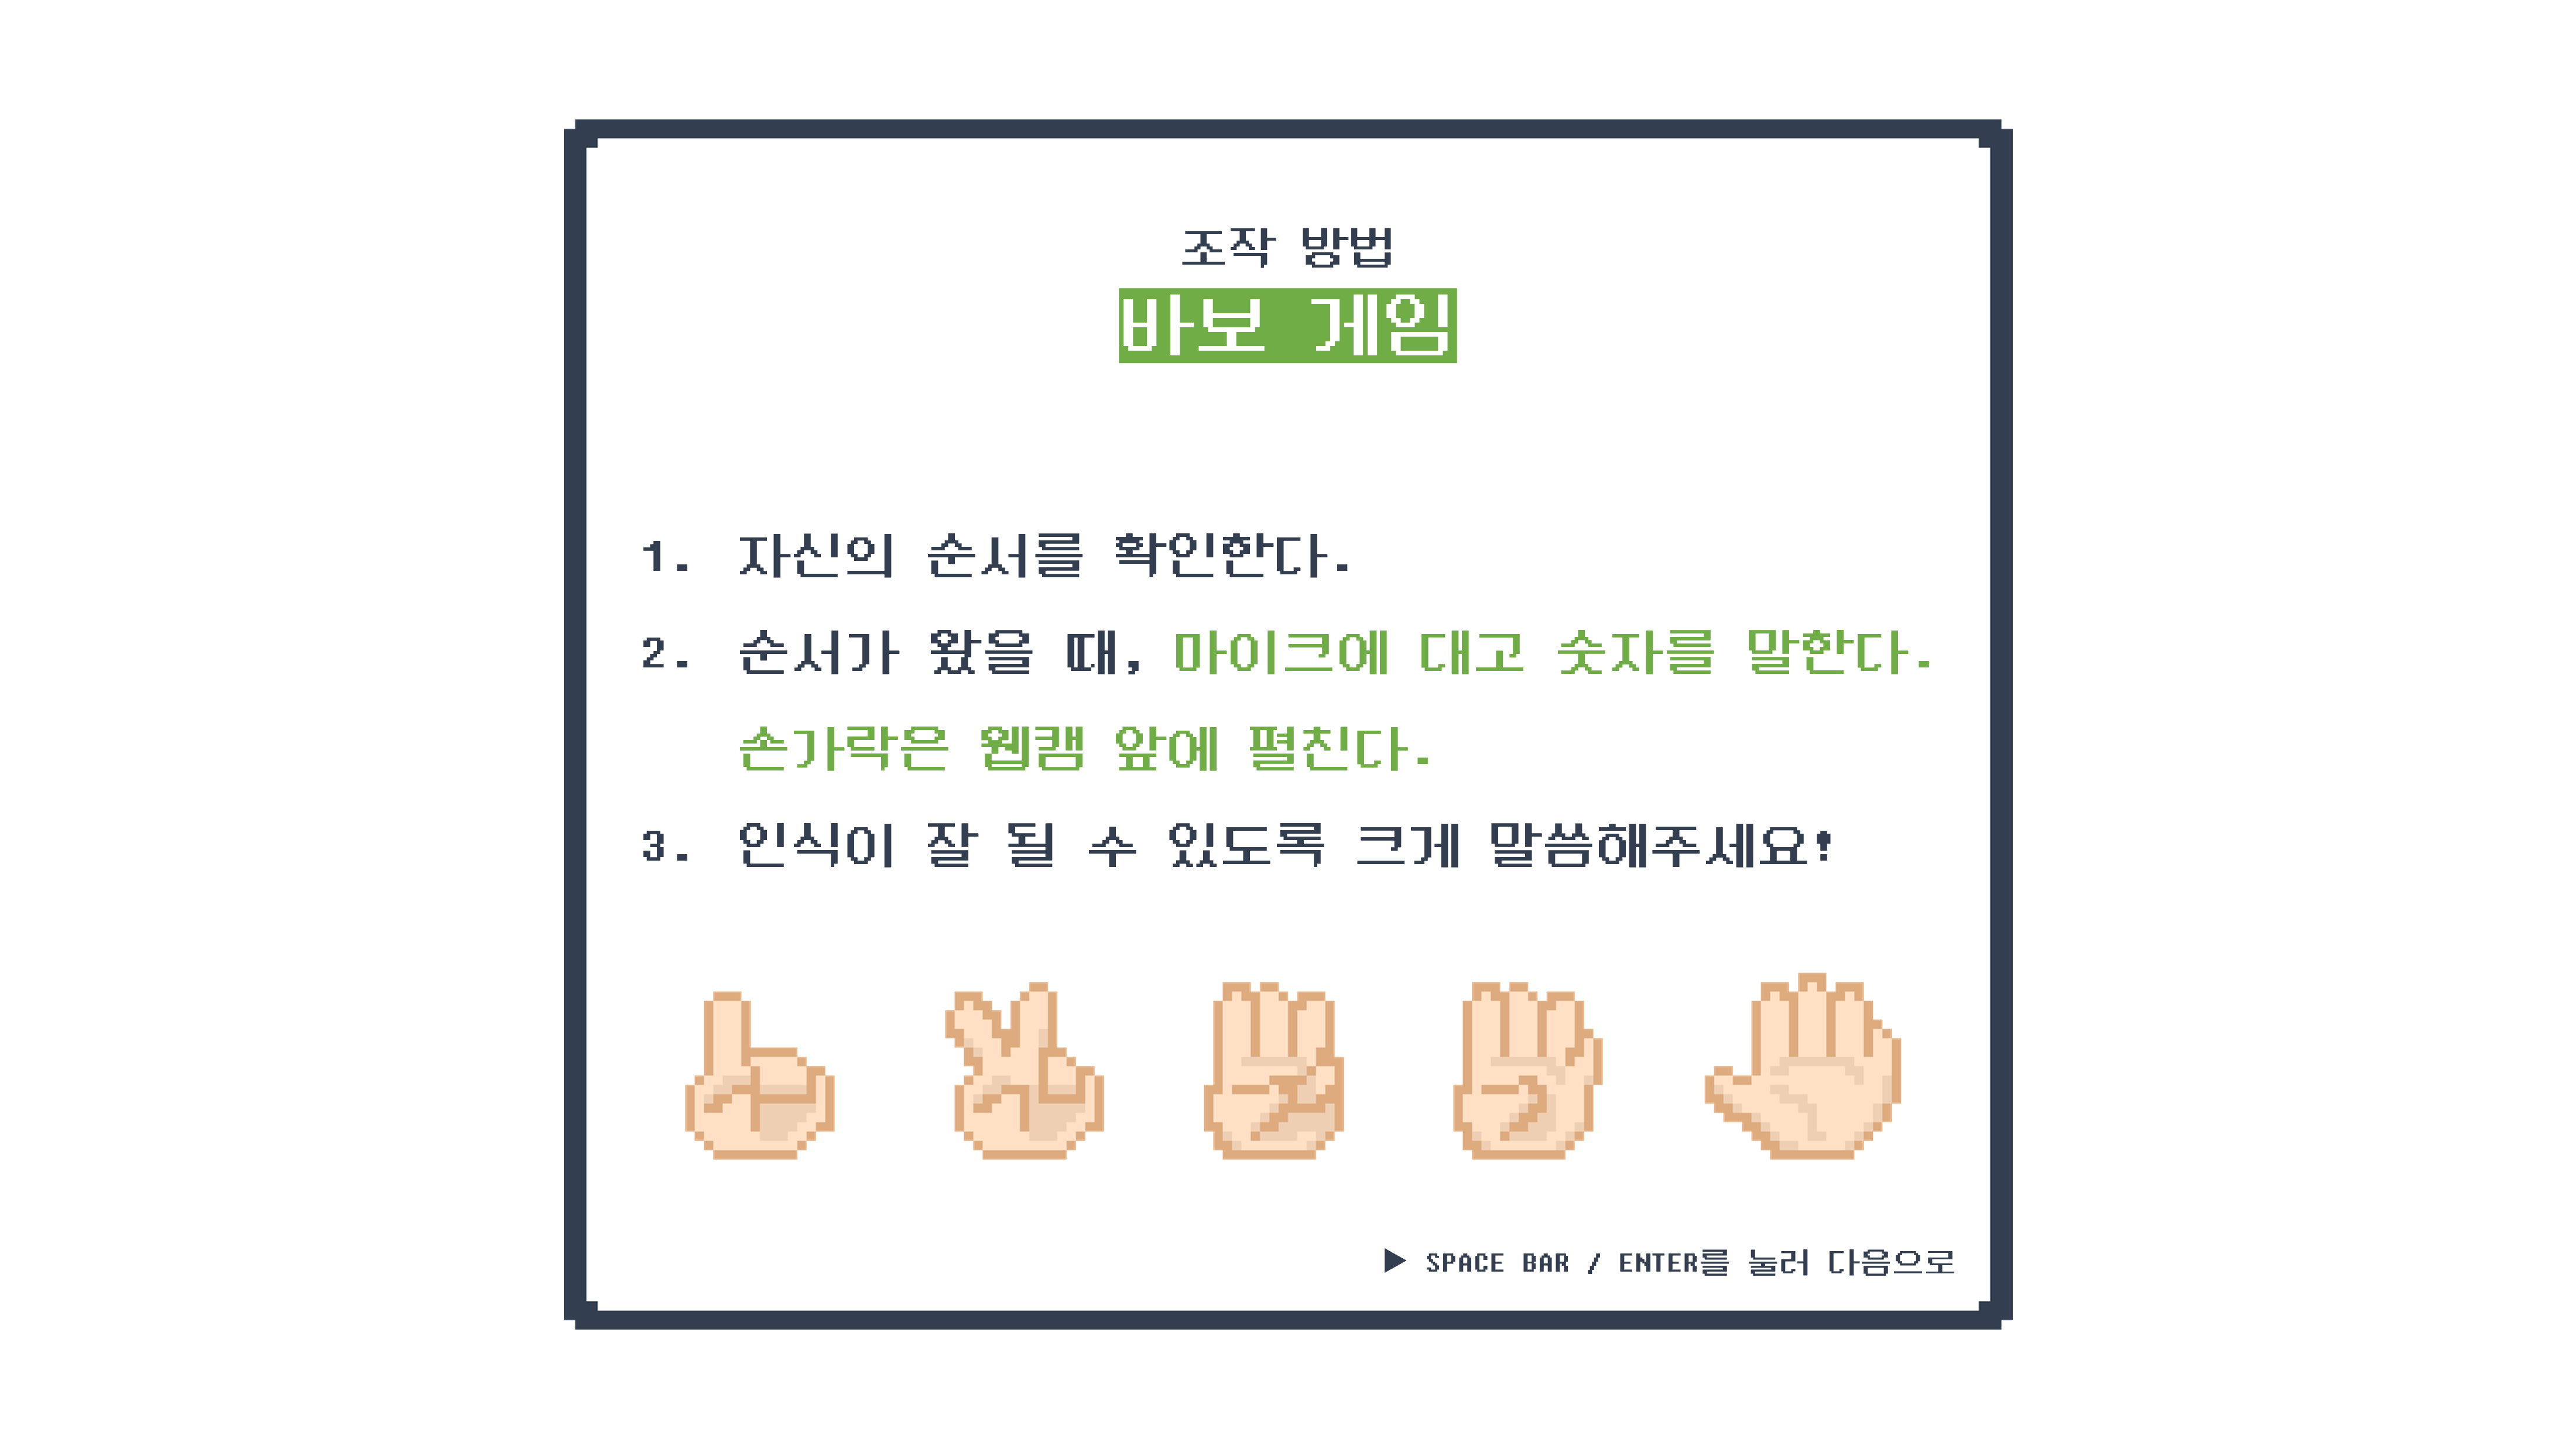 조작 방법
바보 게임
1. 자신의 순서를 확인한다.
2. 순서가 왔을 때, 마이크에 대고 숫자를 말한다.
손가락은 웹캠 앞에 펼친다.
3. 인식이 잘 될 수 있도록 크게 말씀해주세요!
▶ SPACE BAR / ENTER를 눌러 다음으로